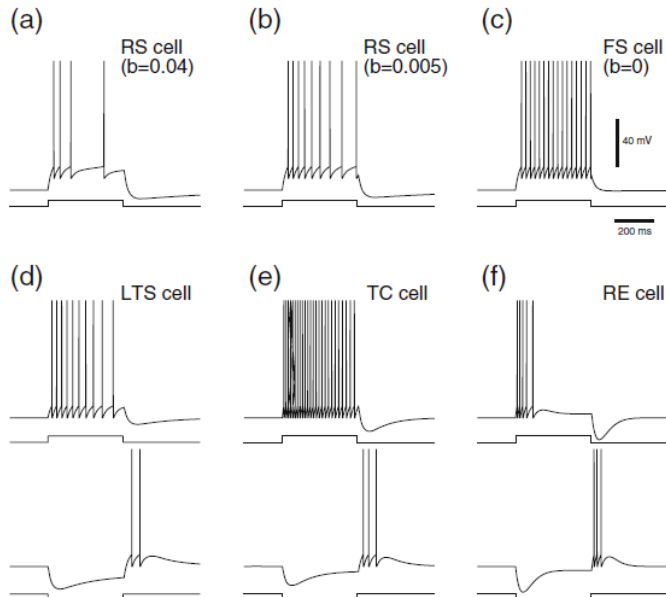 (a)
RS cell
(b=0.04)
(b)
RS cell
(b=0.005)
(c)
FS cell
(b=0)
40 mV
200 ms
(d)
LTS cell
(e)
TC cell
(f)
RE cell